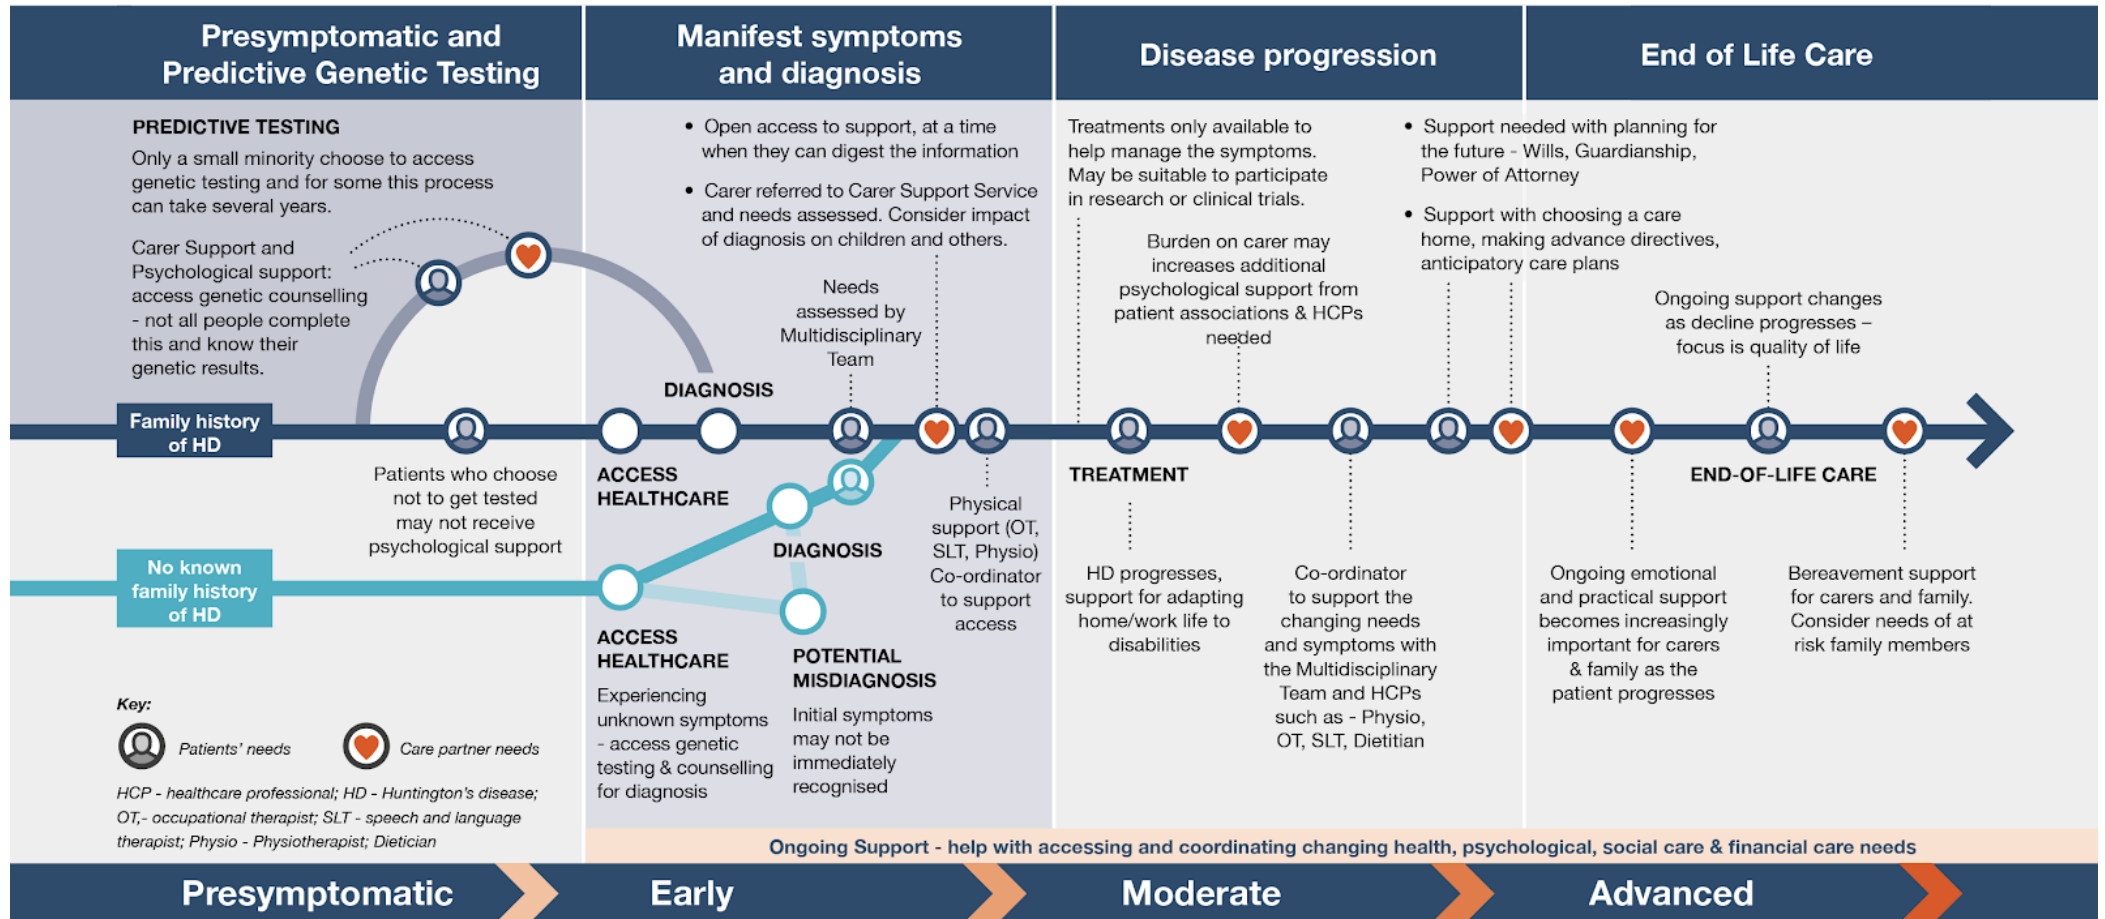 Presymptomatic and
Predictive Genetic Testing
Manifest symptoms
and diagnosis
Disease progression
End of Life Care
PREDICTIVE TESTING
Only a small minority choose to access
genetic testing and for some this process
can take several years.
Carer Support and
Psychological support:
access genetic counselling
- not all people complete
this and know their
genetic results.
• Open access to support, at a time
when they can digest the information
• Carer referred to Carer Support Service
and needs assessed. Consider impact
of diagnosis on children and others.
Needs
assessed by
Multidisciplinary
Team
Treatments only available to
help manage the symptoms.
May be suitable to participate
in research or clinical trials.
Burden on carer may
increases additional
psychological support from
patient associations & HCPs
needed
• Support needed with planning for
the future - Wills, Guardianship,
Power of Attorney
• Support with choosing a care
home, making advance directives,
anticipatory care plans
Ongoing support changes
as decline progresses –
focus is quality of life
DIAGNOSIS
Family history
of HD
Patients who choose
not to get tested
may not receive
psychological support
ACCESS
HEALTHCARE
DIAGNOSIS
Physical
support (OT,
SLT, Physio)
Co-ordinator
to support
access
TREATMENT
END-OF-LIFE CARE
No known
family history
of HD
ACCESS
HEALTHCARE
Experiencing
unknown symptoms
- access genetic
testing & counselling
for diagnosis
POTENTIAL
MISDIAGNOSIS
Initial symptoms
may not be
immediately
recognised
HD progresses,
support for adapting
home/work life to
disabilities
Co-ordinator
to support the
changing needs
and symptoms with
the Multidisciplinary
Team and HCPs
such as - Physio,
OT, SLT, Dietitian
Ongoing emotional
and practical support
becomes increasingly
important for carers
& family as the
patient progresses
Bereavement support
for carers and family.
Consider needs of at
risk family members
Key:
Patients' needs
Care partner needs
HCP - healthcare professional; HD - Huntington's disease;
OT,- occupational therapist; SLT - speech and language
therapist; Physio - Physiotherapist; Dietician
Ongoing Support - help with accessing and coordinating changing health, psychological, social care & financial care needs
Presymptomatic
Early
Moderate
Advanced